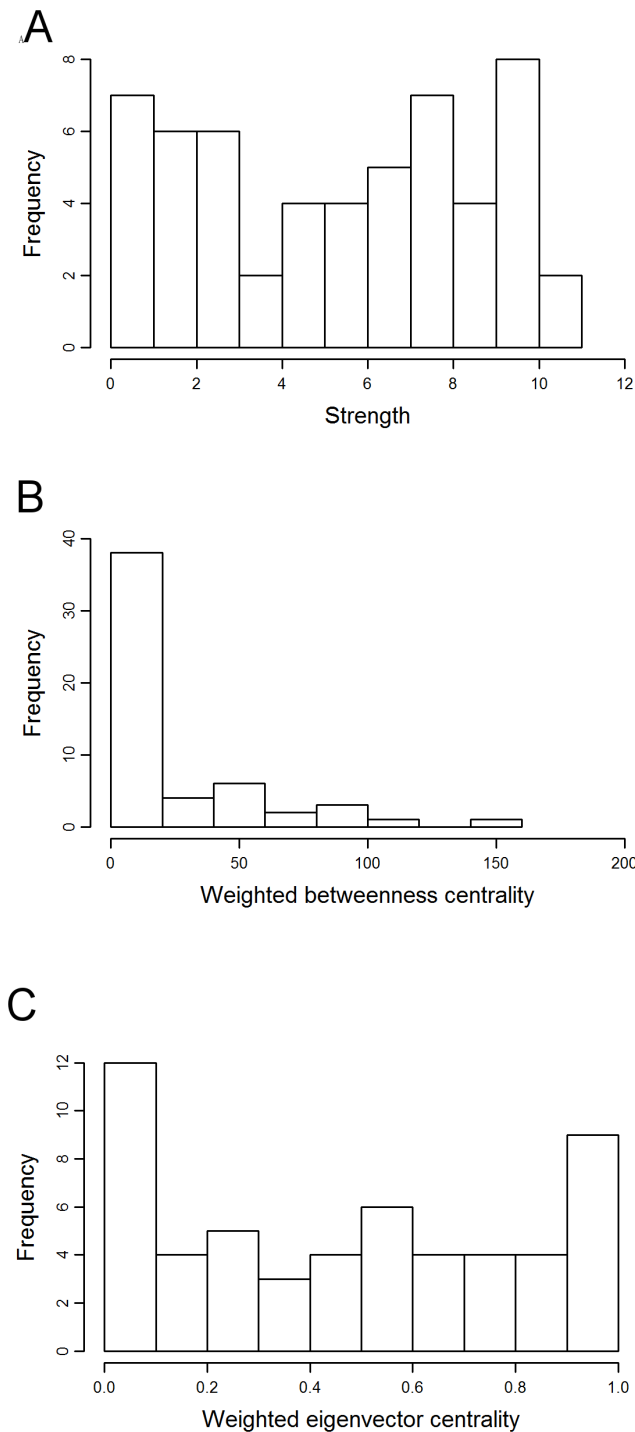 A
A
8
6
4
2
0
Frequency
0 2 4 6 8 10 12
Strength
B
40
30
20
10
0
Frequency
0 50 100 150 200
Weighted betweenness centrality
C
12
10
8
6
4
2
0
Frequency
0.0 0.2 0.4 0.6 0.8 1.0
Weighted eigenvector centrality